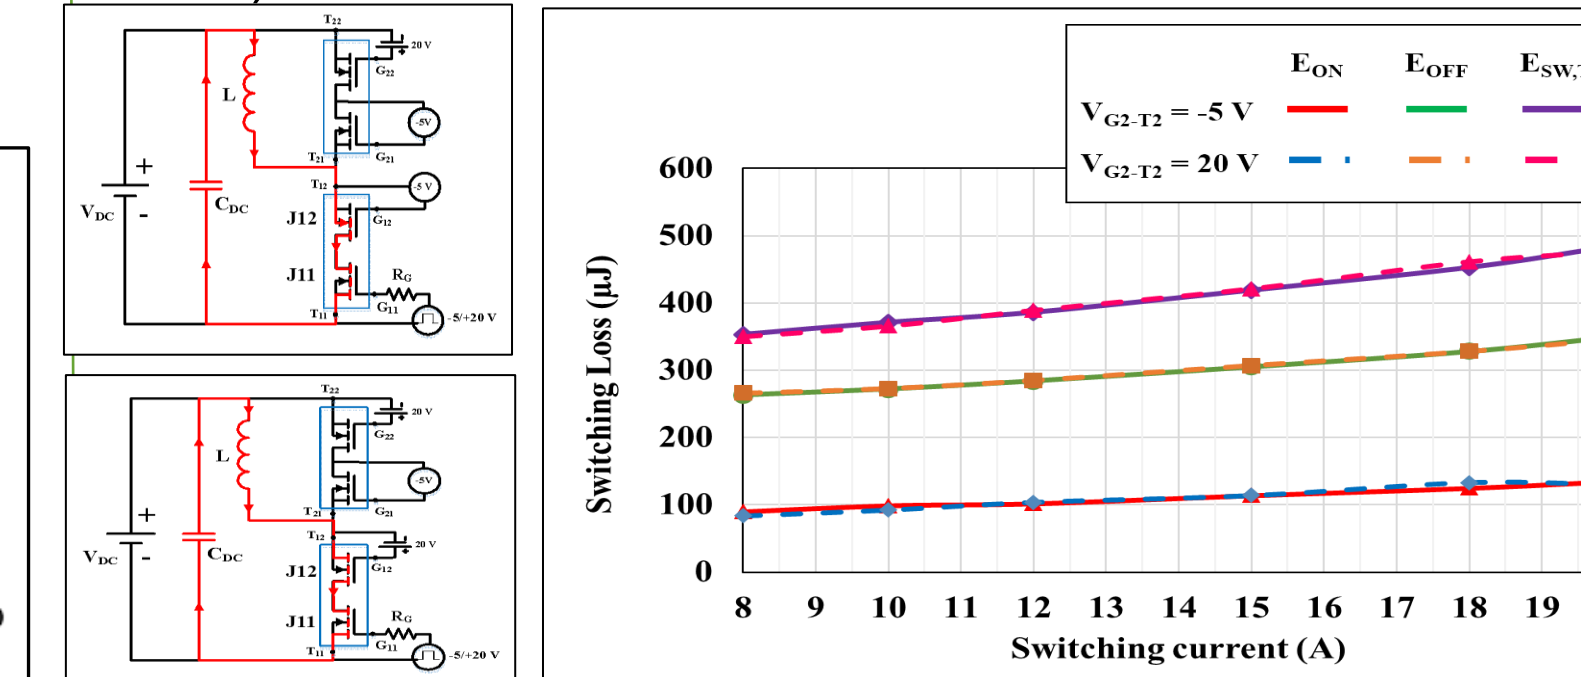 T22
20 V
G22
L
-5V
T21
G21
T12
-5 V
+
VDC
-
CDC
J12
G12
J11
RG
G11
T11
-5/+20 V
T22
20 V
G22
L
-5V
T21
G21
T12
20 V
+
VDC
-
CDC
G12
J12
J11
RG
G11
T11
-5/+20 V
EON EOFF ESW,
VG2-T2 = -5 V
VG2-T2 = 20 V
Switching Loss (µJ)
600
500
400
300
200
100
0
8 9 10 11 12 13 14 15 16 17 18 19
Switching current (A)